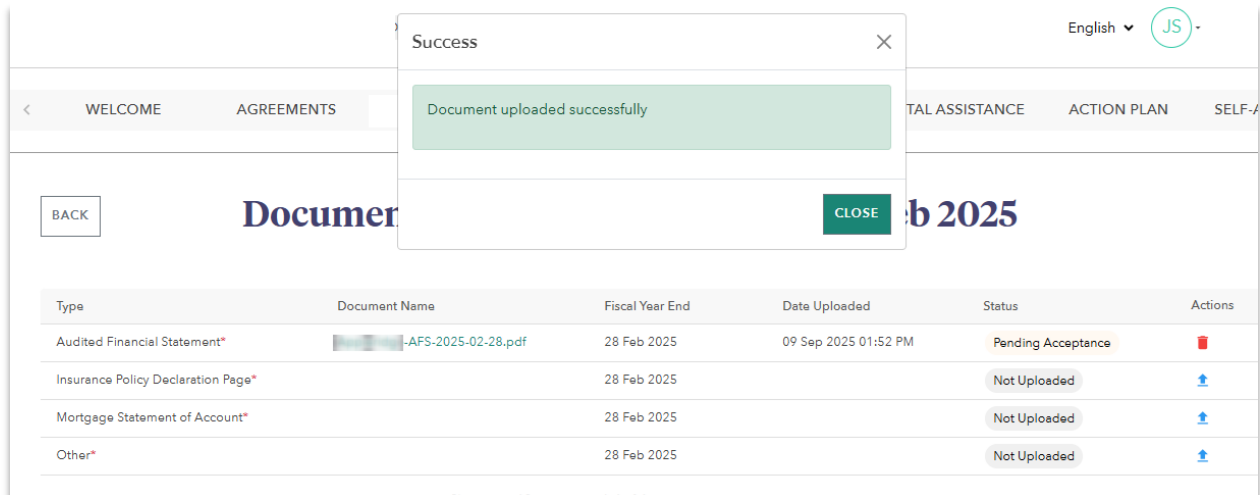 Success
English
JS
WELCOME AGREEMENTS TAL ASSISTANCE ACTION PLAN SELF-A
Document uploaded successfully
BACK
Documen b 2025
CLOSE
Type Document Name Fiscal Year End Date Uploaded Status Actions
Audited Financial Statement* -AFS-2025-02-28.pdf 28 Feb 2025 09 Sep 2025 01:52 PM Pending Acceptance
Insurance Policy Declaration Page* 28 Feb 2025 Not Uploaded
Mortgage Statement of Account* 28 Feb 2025 Not Uploaded
Other* 28 Feb 2025 Not Uploaded